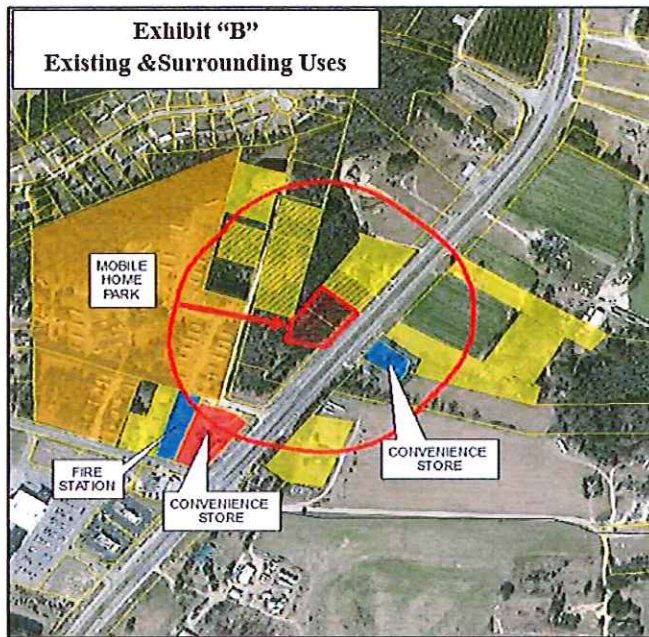 Exhibit “B”
Existing &Surrounding Uses
MOBILE
HOME
PARK
FIRE
STATION
CONVENIENCE
STORE
CONVENIENCE
STORE